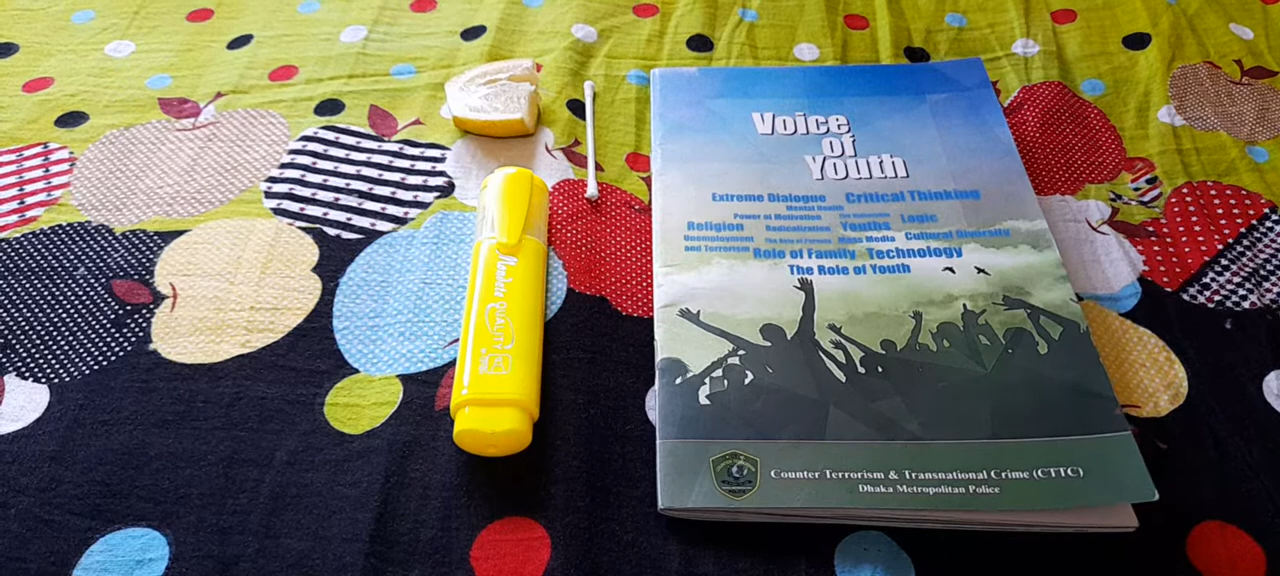 Voice
of
Youth
Extreme Dialogue Critical Thinking
Mental Health
Power of Motivation Logic
Religion Radicalization Youths
Unemployment Mass Media Cultural Diversity
and Terrorism Role of Family Technology
The Role of Youth
Counter Terrorism & Transnational Crime (CTTC)
Dhaka Metropolitan Police
QUALITY